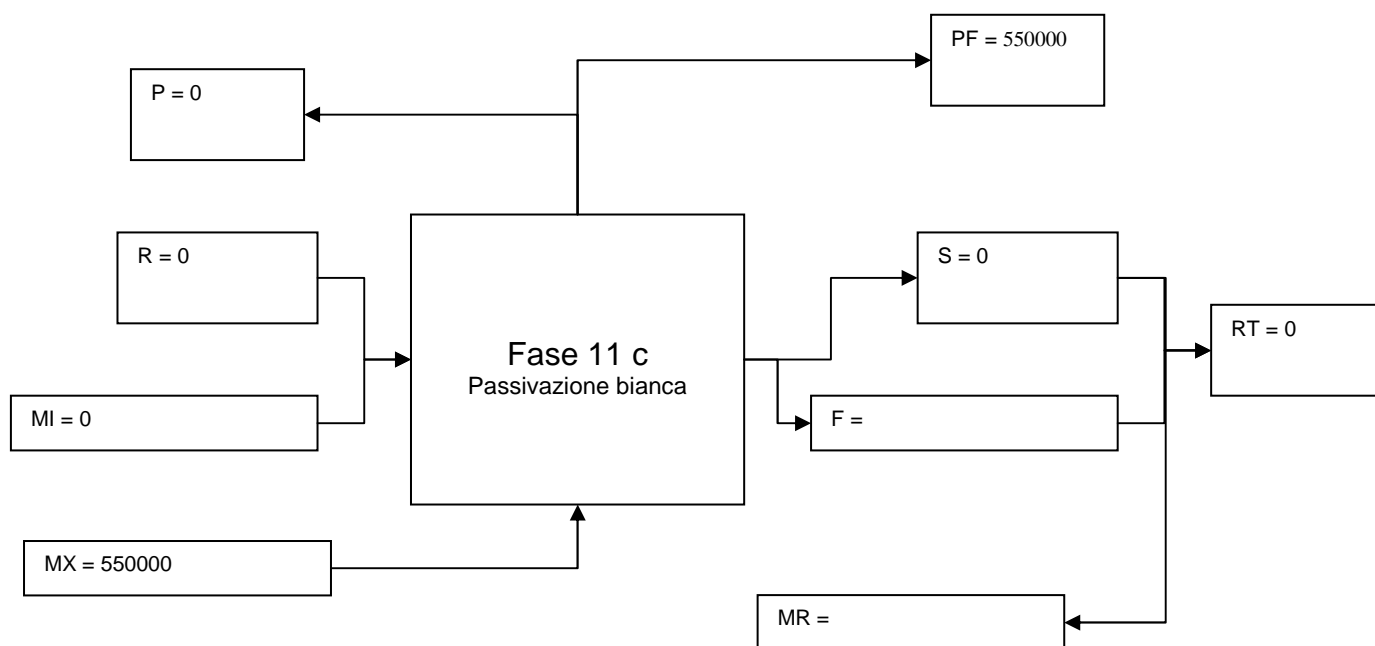 PF = 550000
P = 0
R = 0
S = 0
RT = 0
Fase 11 c
Passivazione bianca
MI = 0
F =
MX = 550000
MR =